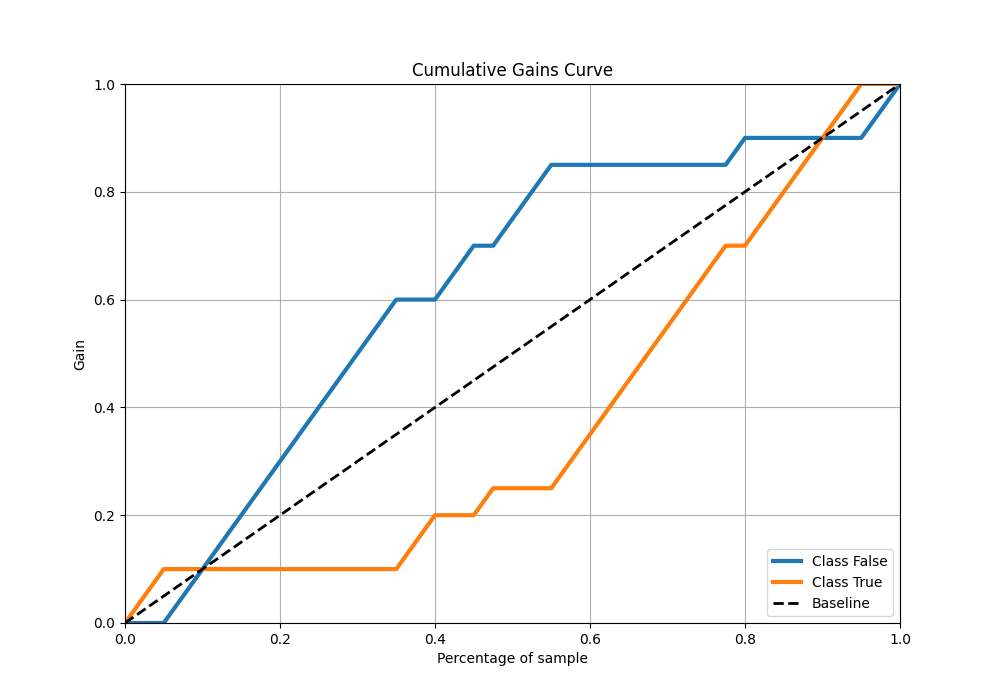 Cumulative Gains Curve
1.0
0.8
0.6
0.4
0.2
0.0
Gain
0.0 0.2 0.4 0.6 0.8 1.0
Percentage of sample
Class False
Class True
Baseline